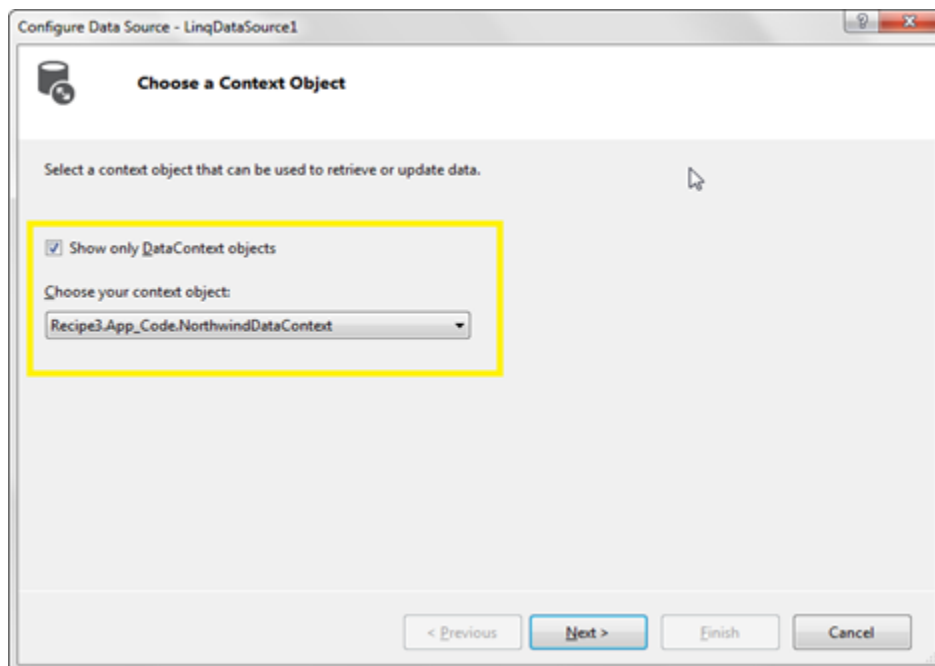 Configure Data Source - LinqDataSource1
Choose a Context Object
Select a context object that can be used to retrieve or update data.
Show only DataContext objects
Choose your context object:
Recipe3.App_Code.NorthwindDataContext
< Previous Next > Finish Cancel